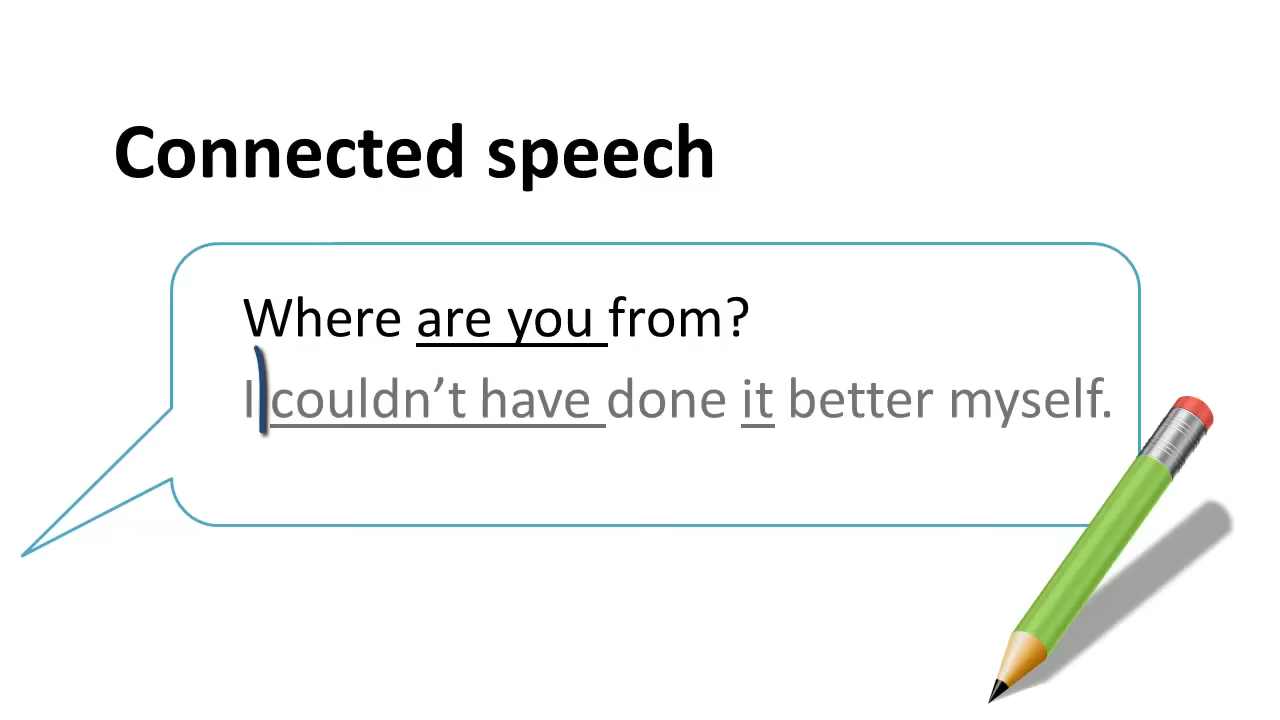 Connected speech
Where are you from?
I couldn’t have done it better myself.